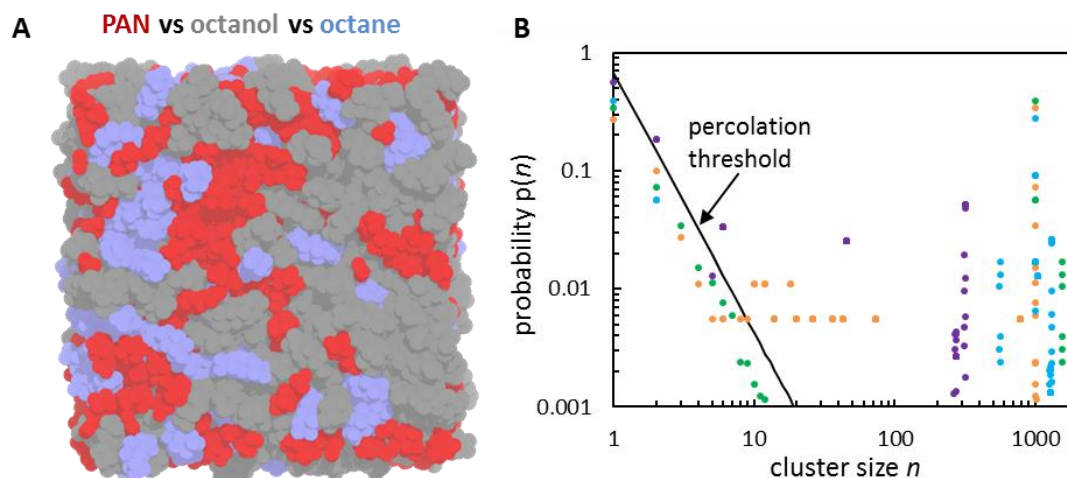 A
PAN vs octanol vs octane
B
probability p(n)
1
0.1
0.01
0.001
percolation
threshold
1
10
100
1000
cluster size n